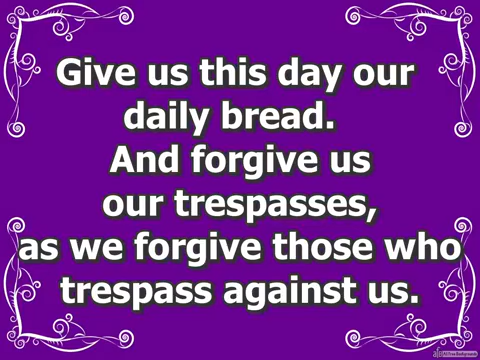 Give us this day our
daily bread.
And forgive us
our trespasses,
as we forgive those who
trespass against us.